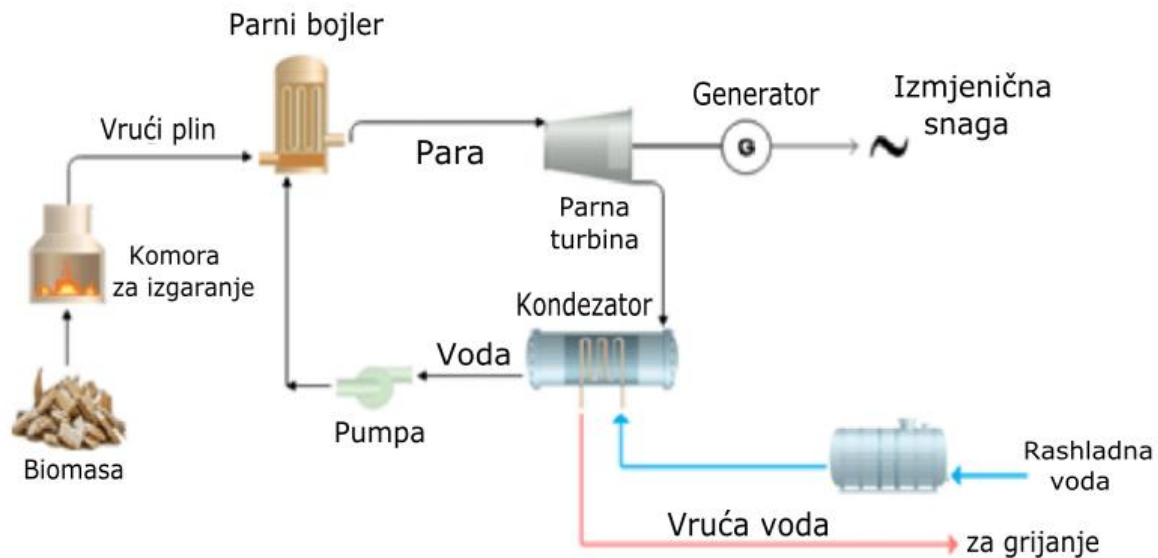 Parni bojler
Vrući plin
Para
Generator
G
Izmjenična
snaga
Parna
turbina
Komora
za izgaranje
Kondezator
Voda
Pumpa
Biomasa
Rashladna
voda
Vruća voda
za grijanje